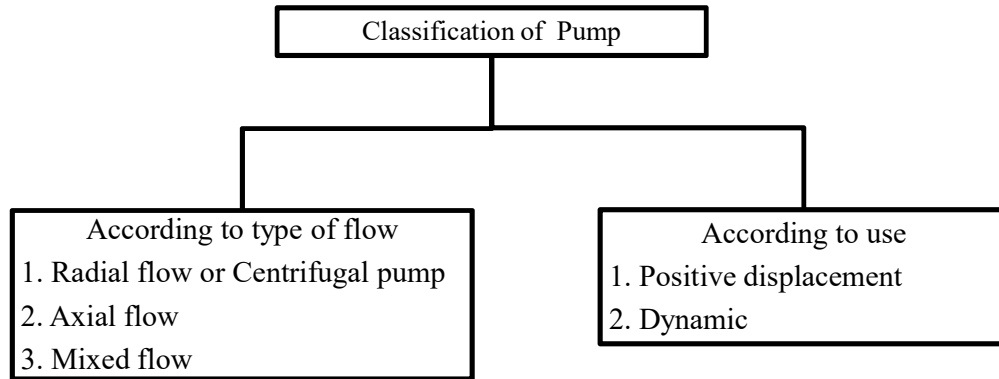 Classification of Pump
According to type of flow
1. Radial flow or Centrifugal pump
2. Axial flow
3. Mixed flow
According to use
1. Positive displacement
2. Dynamic